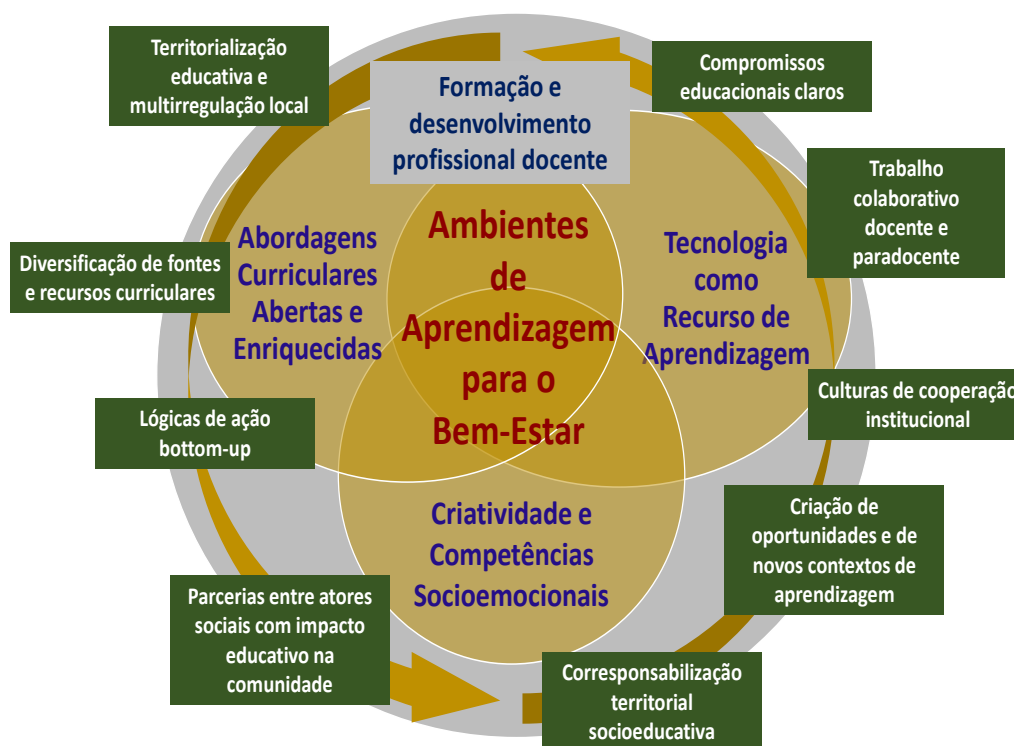 Territorialização
educativa e
multirregulação local
Compromissos
educacionais claros
Formação e
desenvolvimento
profissional docente
Trabalho
colaborativo
docente e
paradocente
Diversificação de fontes
e recursos curriculares
Abordagens
Curriculares
Abertas e
Enriquecidas
Ambientes
de
Aprendizagem
para o
Bem-Estar
Tecnologia
como
Recurso de
Aprendizagem
Lógicas de ação
bottom-up
Culturas de cooperação
institucional
Criatividade e
Competências
Socioemocionais
Criação de
oportunidades e de
novos contextos de
aprendizagem
Parcerias entre atores
sociais com impacto
educativo na
comunidade
Corresponsabilização
territorial
socioeducativa